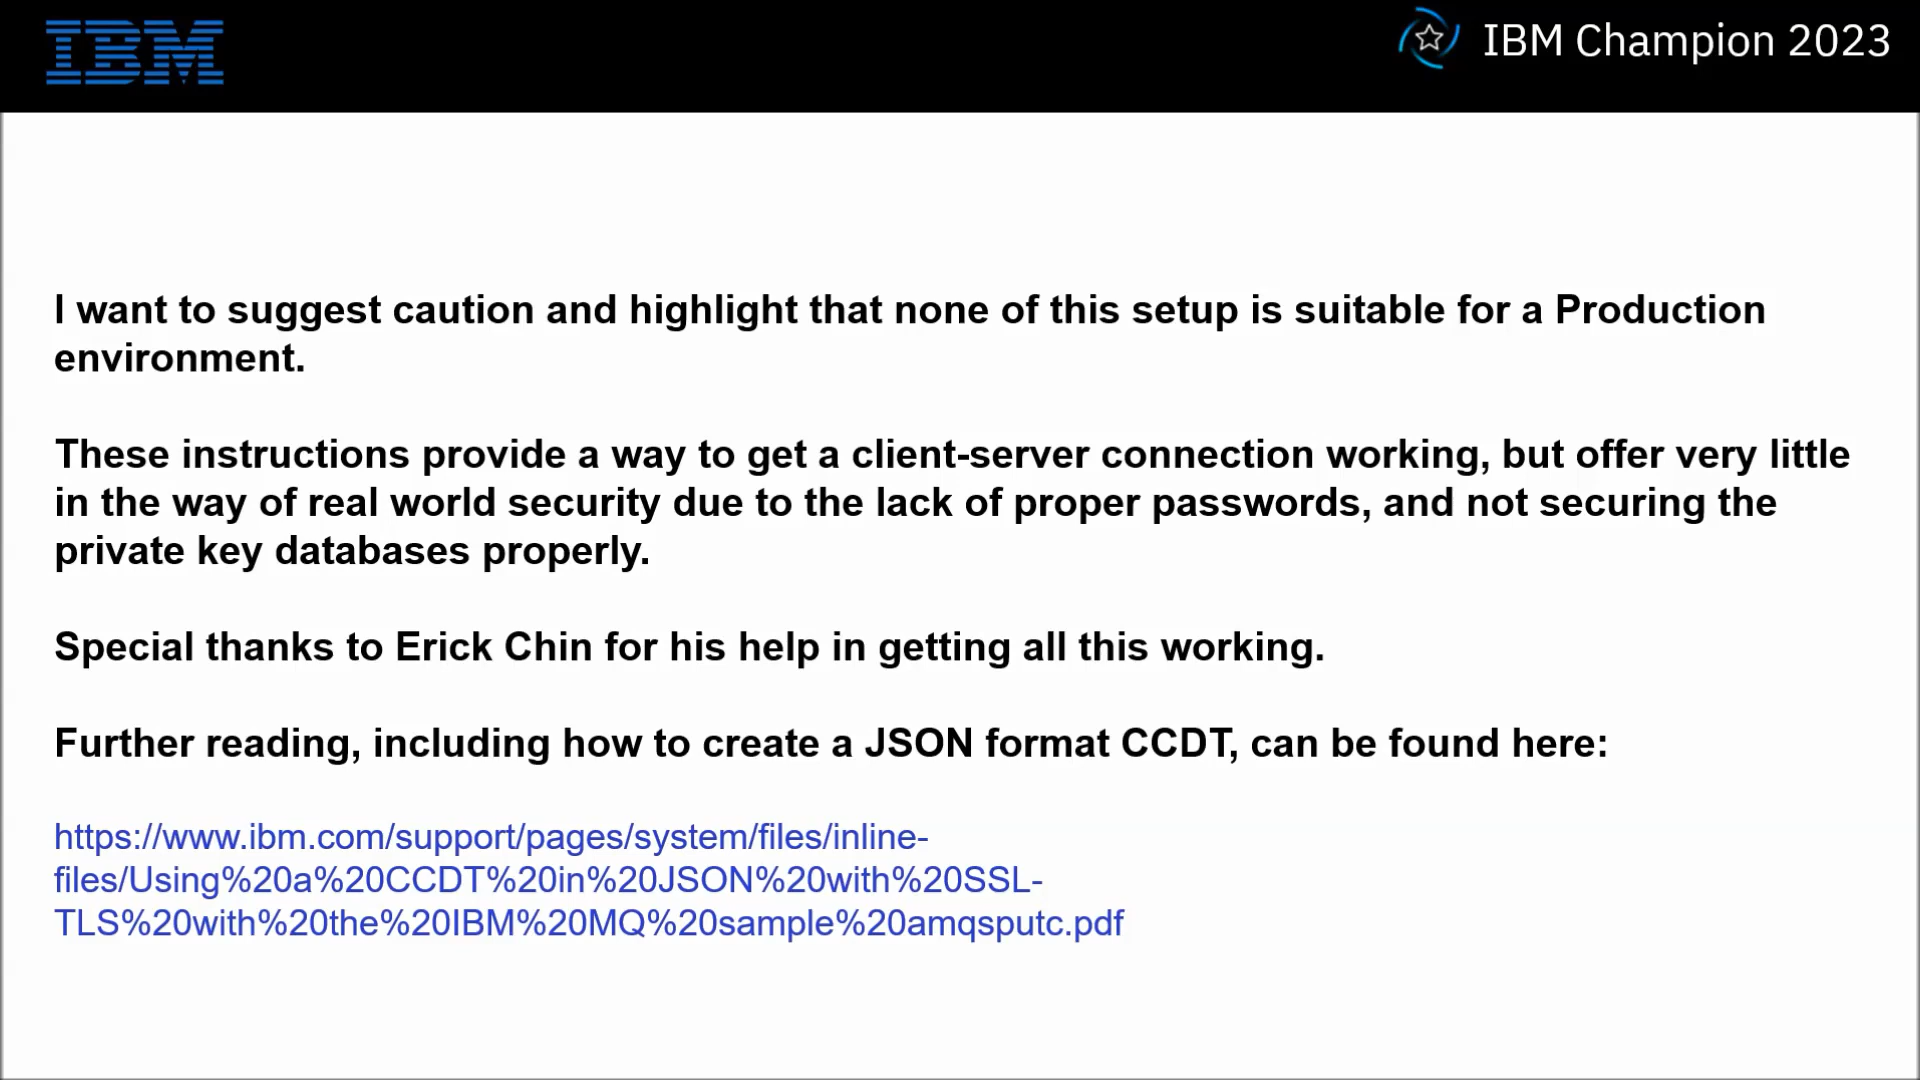 IBM
IBM Champion 2023
I want to suggest caution and highlight that none of this setup is suitable for a Production
environment.
These instructions provide a way to get a client-server connection working, but offer very little
in the way of real world security due to the lack of proper passwords, and not securing the
private key databases properly.
Special thanks to Erick Chin for his help in getting all this working.
Further reading, including how to create a JSON format CCDT, can be found here:
https://www.ibm.com/support/pages/system/files/inline-
files/Using%20a%20CCDT%20in%20JSON%20with%20SSL-
TLS%20with%20the%20IBM%20MQ%20sample%20amqsputc.pdf